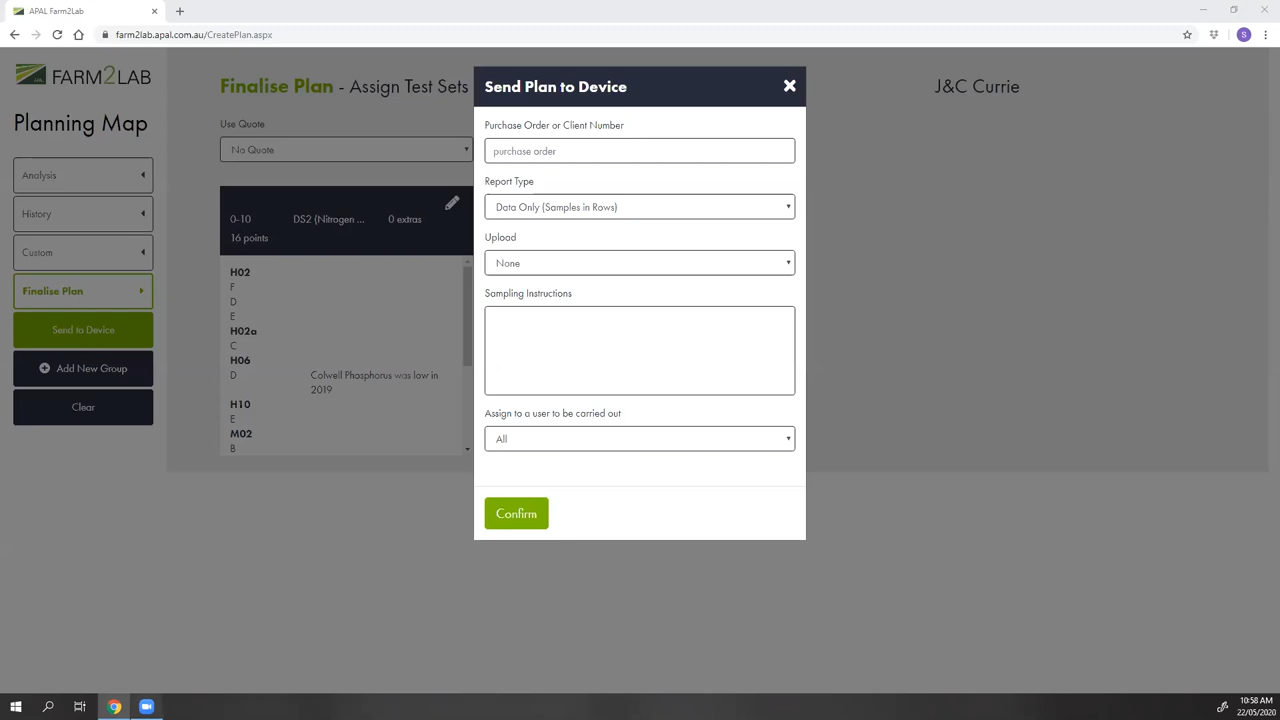 APAL Farm2Lab
farm2lab.apal.com.au/CreatePlan.aspx
S
FARM2LAB
Planning Map
Analysis
History
Custom
Finalise Plan
Send to Device
Add New Group
Clear
Finalise Plan - Assign Test Sets
J&C Currie
Use Quote
No Quote
0-10 DS2 (Nitrogen ... 0 extras
16 points
H02
F
D
E
H02a
C
H06
D Colwell Phosphorus was low in
2019
H10
E
M02
B
Send Plan to Device
Purchase Order or Client Number
purchase order
Report Type
Data Only (Samples in Rows)
Upload
None
Sampling Instructions
Assign to a user to be carried out
All
Confirm
10:58 AM
22/05/2020